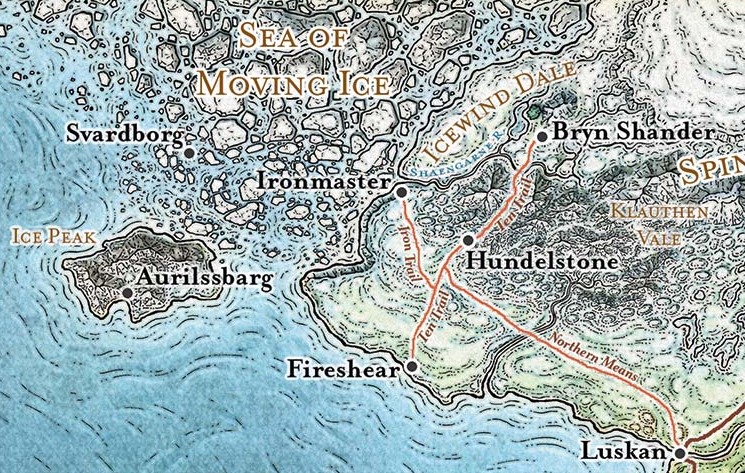 SEA OF
MOVING ICE
ICEWIND DALE
Svardborg
Bryn Shander
SHAENGARNE R.
Ironmaster
SPIN
KLAUTHEN
VALE
Iron Trail
Ten Trail
ICE PEAK
Hundelstone
Aurilssbarg
Ten Trail
Northern Means
Fireshear
Luskan